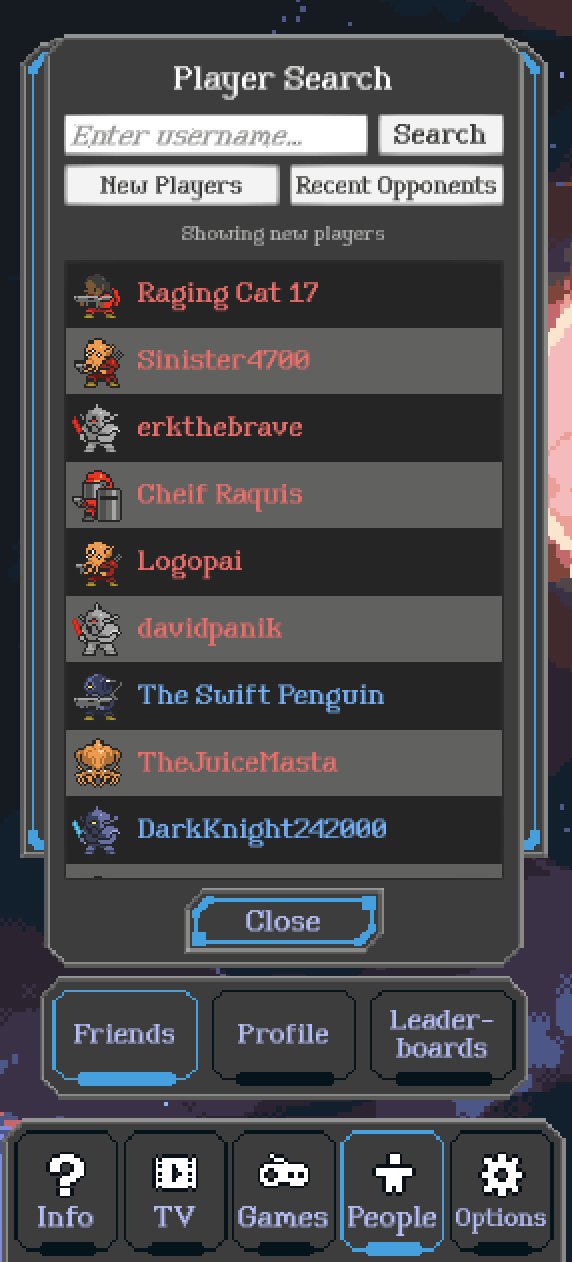 Player Search
Enter username...
Search
New Players
Recent Opponents
Showing new players
Raging Cat 17
Sinister4700
erkthebrave
Cheif Raquis
Logopai
davidpanik
The Swift Penguin
TheJuiceMasta
DarkKnight242000
Close
Friends
Profile
Leader-
boards
Info
TV
Games
People
Options